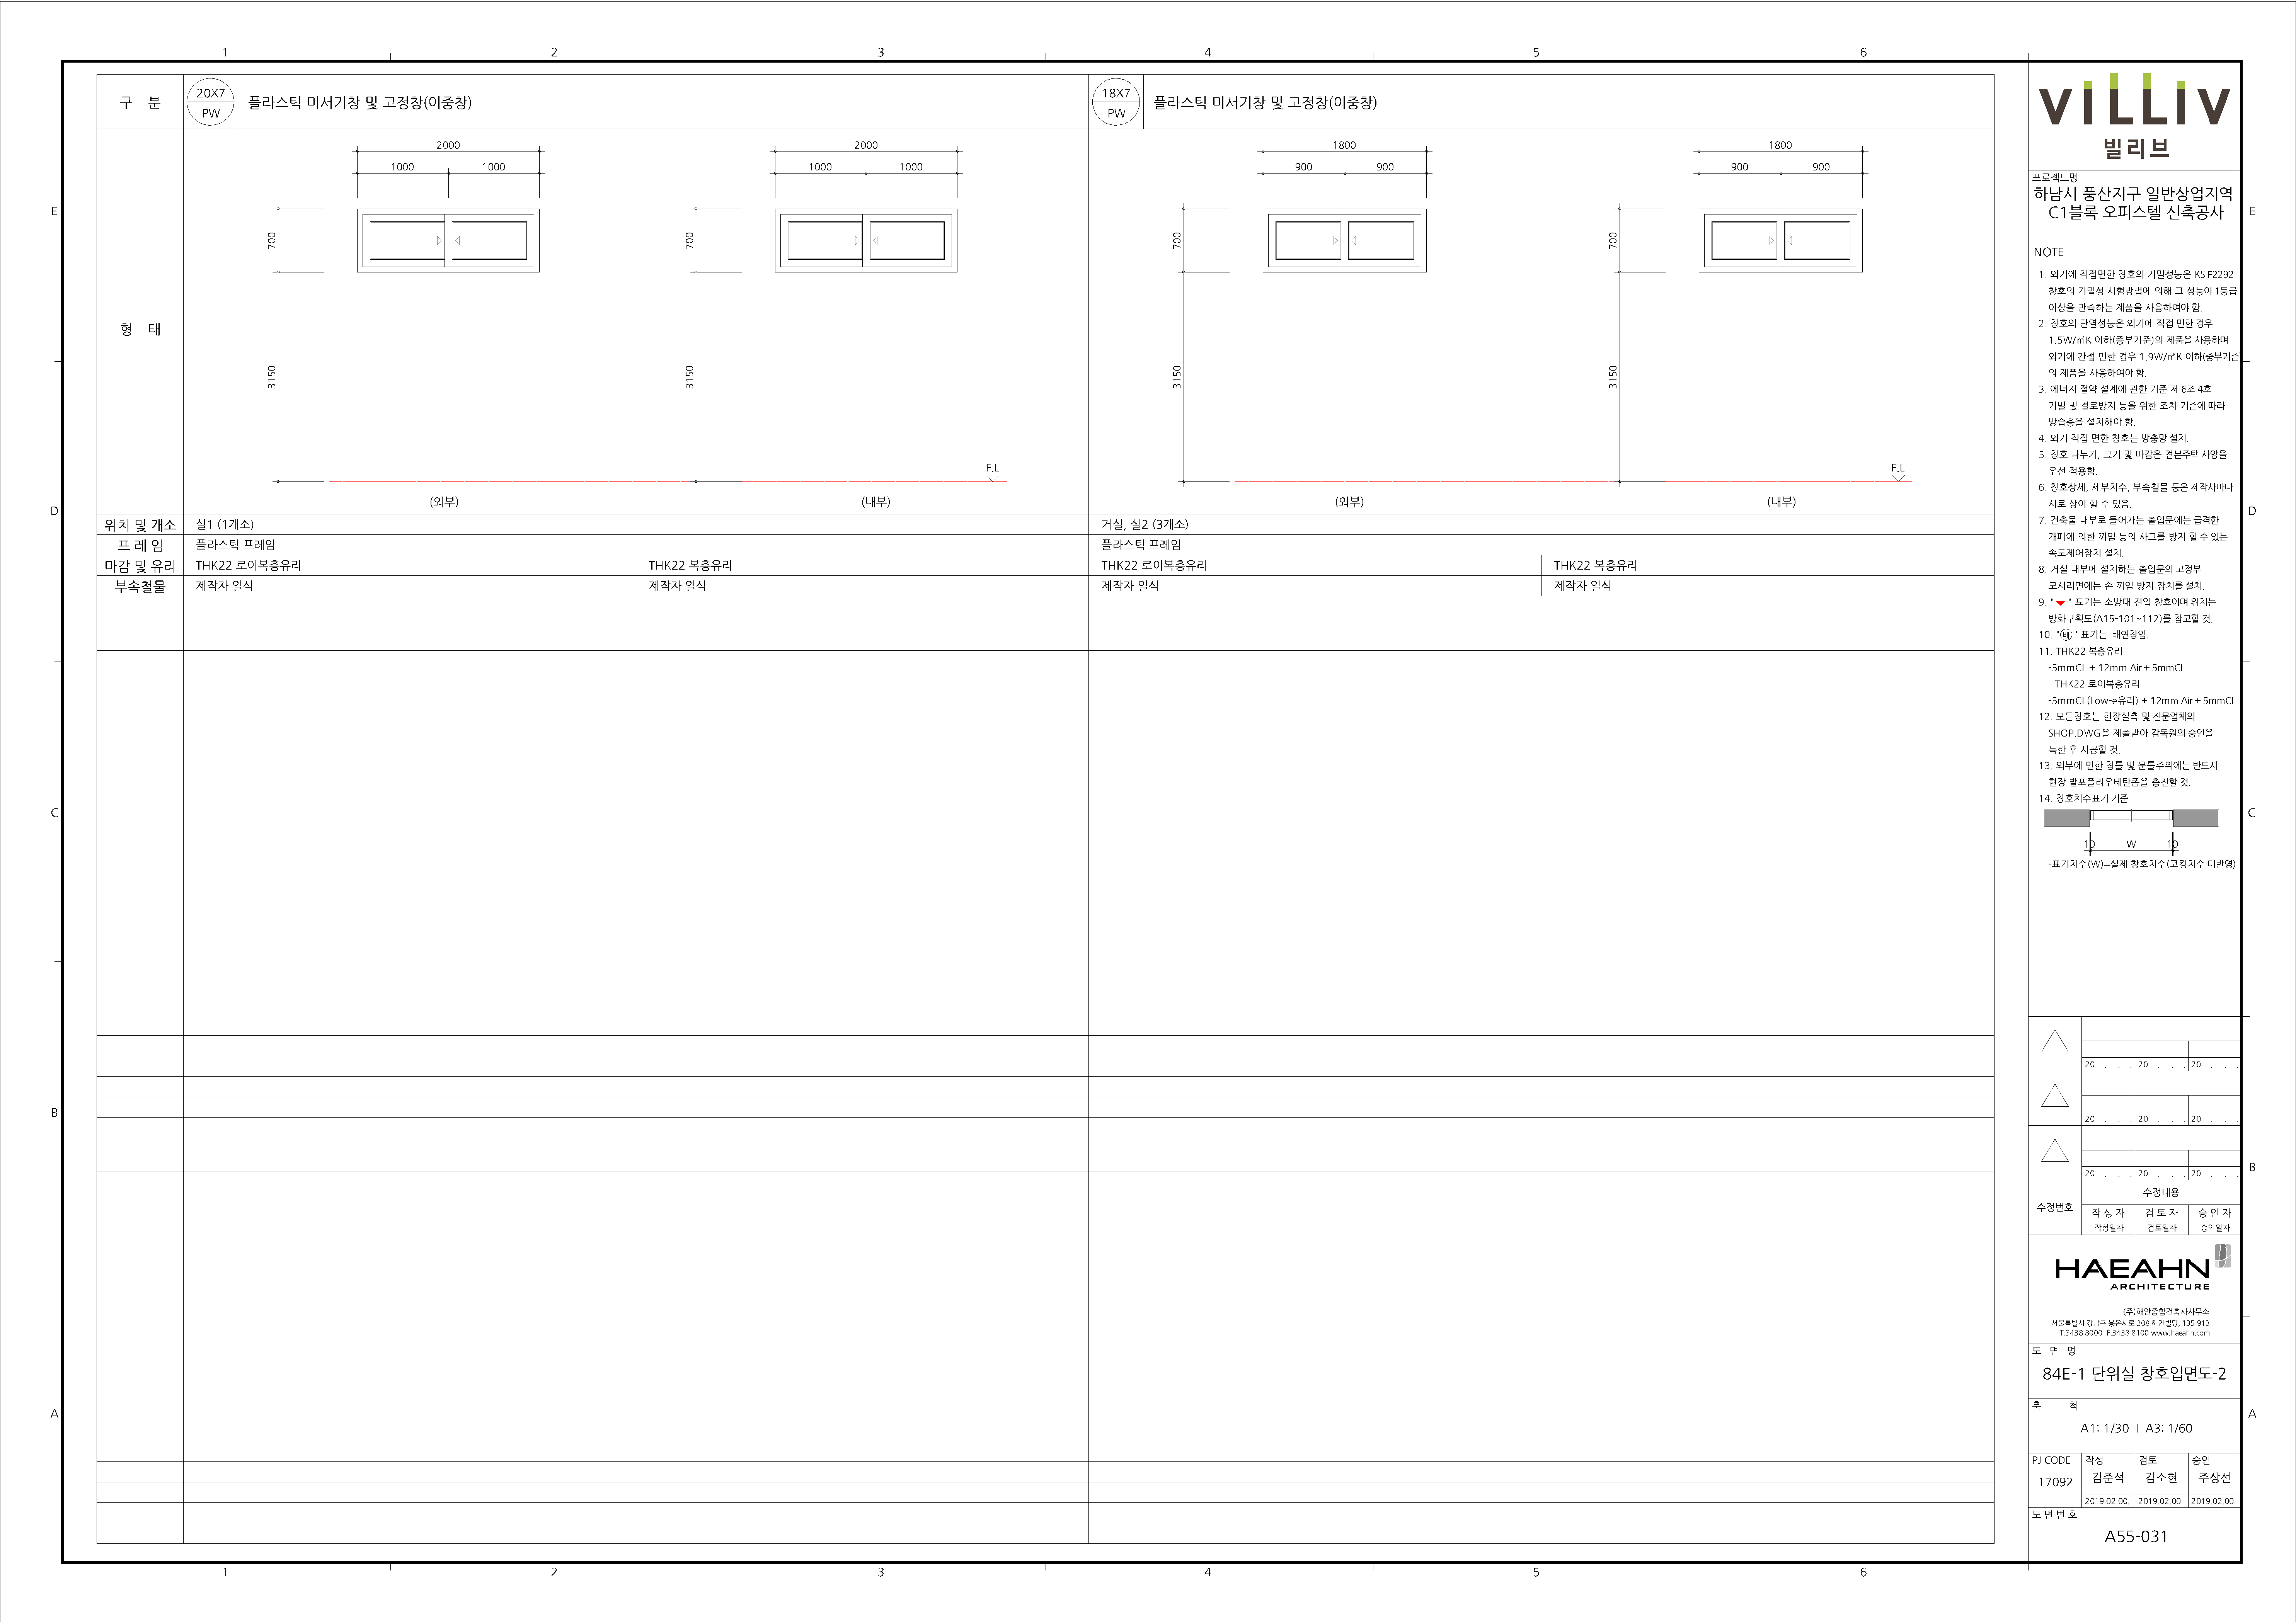 1 2 3 4 5 6
구 분
20X7
PW
플라스틱 미서기창 및 고정창(이중창)
18X7
PW
플라스틱 미서기창 및 고정창(이중창)
형 태
2000
1000 1000
700
3150
(외부)
2000
1000 1000
700
3150
F.L
(내부)
1800
900 900
700
3150
(외부)
1800
900 900
700
3150
F.L
(내부)
위치 및 개소 실1 (1개소) 거실, 실2 (3개소)
프 레 임 플라스틱 프레임 플라스틱 프레임
마감 및 유리 THK22 로이복층유리 THK22 복층유리 THK22 로이복층유리 THK22 복층유리
부속철물 제작자 일식 제작자 일식 제작자 일식 제작자 일식
E
D
C
B
A
E
D
C
B
A
1 2 3 4 5 6
VILLIV
빌리브
프로젝트명
하남시 풍산지구 일반상업지역
C1블록 오피스텔 신축공사
NOTE
1. 외기에 직접면한 창호의 기밀성능은 KS F2292
창호의 기밀성 시험방법에 의해 그 성능이 1등급
이상을 만족하는 제품을 사용하여야 함.
2. 창호의 단열성능은 외기에 직접 면한 경우
1.5W/㎡K 이하(중부기준)의 제품을 사용하며
외기에 간접 면한 경우 1.9W/㎡K 이하(중부기준
의 제품을 사용하여야 함.
3. 에너지 절약 설계에 관한 기준 제 6조 4호
기밀 및 결로방지 등을 위한 조치 기준에 따라
방습층을 설치해야 함.
4. 외기 직접 면한 창호는 방충망 설치.
5. 창호 나누기, 크기 및 마감은 견본주택 사양을
우선 적용함.
6. 창호상세, 세부치수, 부속철물 등은 제작사마다
서로 상이 할 수 있음.
7. 건축물 내부로 들어가는 출입문에는 급격한
개폐에 의한 끼임 등의 사고를 방지 할 수 있는
속도제어장치 설치.
8. 거실 내부에 설치하는 출입문의 고정부
모서리면에는 손 끼임 방지 장치를 설치.
9. "▼" 표기는 소방대 진입 창호이며 위치는
방화구획도(A15-101~112)를 참고할 것.
10. "배" 표기는 배연창임.
11. THK22 복층유리
-5mmCL + 12mm Air + 5mmCL
THK22 로이복층유리
-5mmCL(Low-e유리) + 12mm Air + 5mmCL
12. 모든창호는 현장실측 및 전문업체의
SHOP.DWG을 제출받아 감독원의 승인을
득한 후 시공할 것.
13. 외부에 면한 창틀 및 문틀주위에는 반드시
현장 발포폴리우테탄폼을 충진할 것.
14. 창호치수표기 기준
10 W 10
-표기치수(W)=실제 창호치수(코킹치수 미반영)
20 . . . 20 . . . 20 . . .
20 . . . 20 . . . 20 . . .
20 . . . 20 . . . 20 . . .
수정번호
수정내용
작 성 자 검 토 자 승 인 자
작성일자 검토일자 승인일자
HAEAHN
ARCHITECTURE
(주)해안종합건축사사무소
서울특별시 강남구 봉은사로 208 해안빌딩, 135-913
T.3438 8000 F.3438 8100 www.haeahn.com
도 면 명
84E-1 단위실 창호입면도-2
축 척
A1: 1/30 I A3: 1/60
PJ CODE 작성 검토 승인
17092 김준석 김소현 주상선
2019.02.00. 2019.02.00. 2019.02.00.
도 면 번 호
A55-031